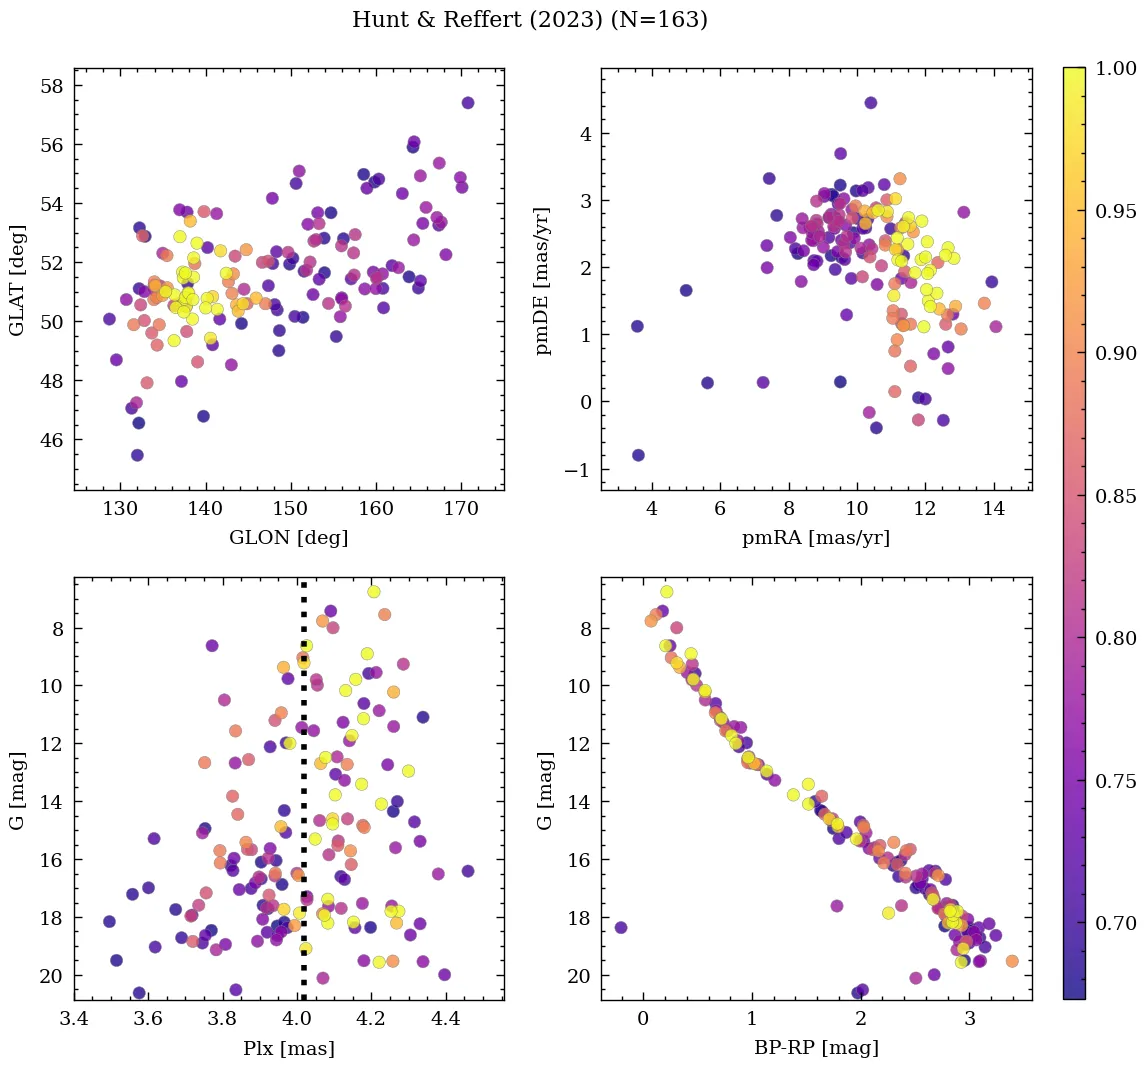 Hunt & Reffert (2023) (N=163)
58
56
54
52
50
48
46
GLAT [deg]
130 140 150 160 170
GLON [deg]
4
3
2
1
0
−1
pmDE [mas/yr]
4 6 8 10 12 14
pmRA [mas/yr]
8
10
12
14
16
18
20
G [mag]
3.4 3.6 3.8 4.0 4.2 4.4
Plx [mas]
8
10
12
14
16
18
20
G [mag]
0 1 2 3
BP-RP [mag]
1.00
0.95
0.90
0.85
0.80
0.75
0.70